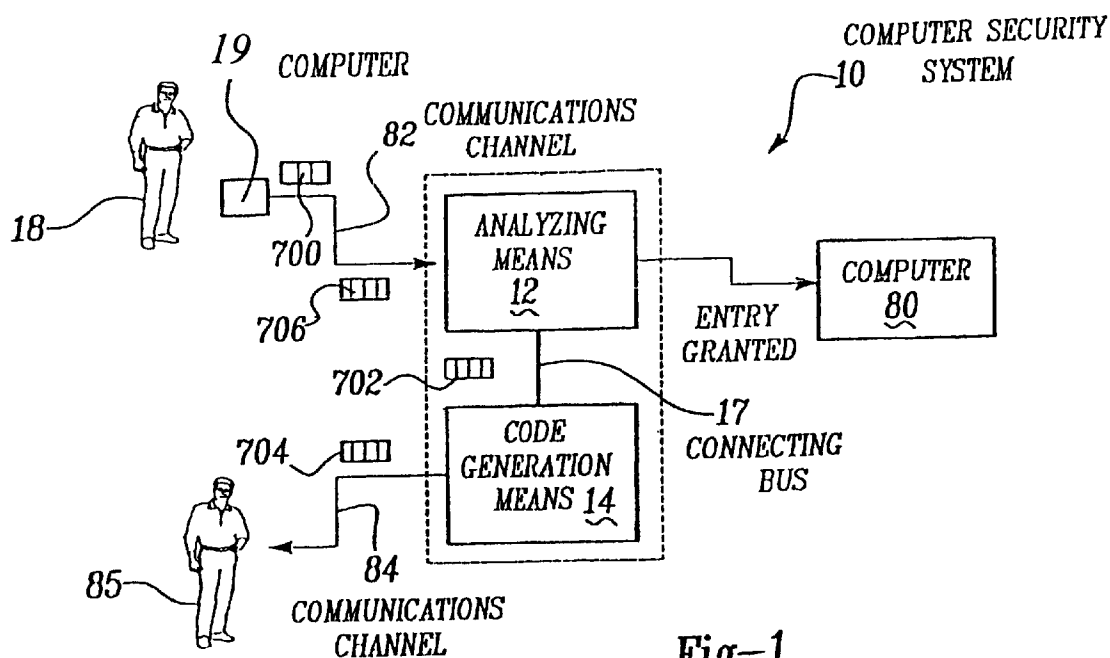 COMPUTER SECURITY
SYSTEM
10
19
COMPUTER
18
700
82
COMMUNICATIONS
CHANNEL
706
ANALYZING
MEANS
12
ENTRY
GRANTED
COMPUTER
80
702
17
CONNECTING
BUS
704
CODE
GENERATION
MEANS 14
85
84
COMMUNICATIONS
CHANNEL
Fig-1